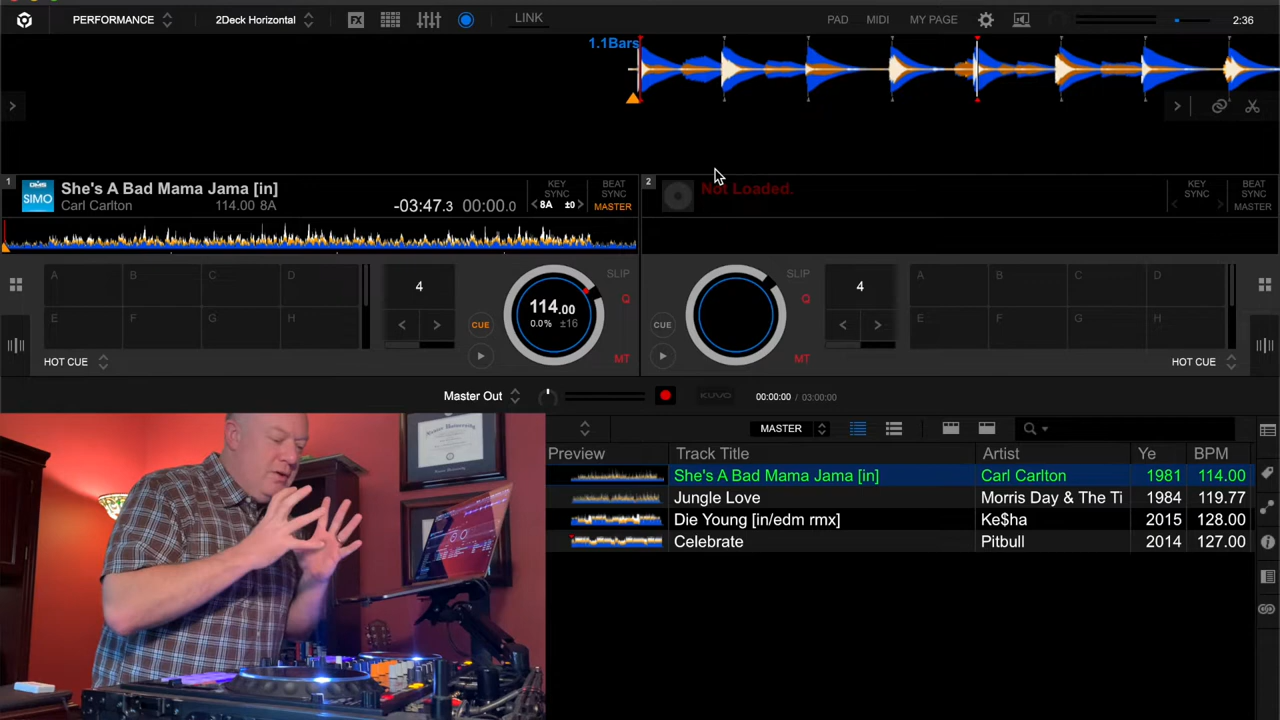 PERFORMANCE 2Deck Horizontal FX LINK PAD MIDI MY PAGE 2:36
1.1Bars
1 She's A Bad Mama Jama [in] KEY SYNC BEAT SYNC 2 Not Loaded. KEY SYNC BEAT SYNC
SIMO Carl Carlton 114.00 8A -03:47.3 00:00.0 8A ±0 MASTER MASTER
A B C D 4 SLIP SLIP 4 A B C D
114.00 Q Q
E F G H CUE 0.0% ±16 CUE E F G H
HOT CUE MT MT HOT CUE
Master Out KUVO 00:00:00 / 03:00:00
MASTER
Preview Track Title Artist Ye BPM
She's A Bad Mama Jama [in] Carl Carlton 1981 114.00
Jungle Love Morris Day & The Ti 1984 119.77
Die Young [in/edm rmx] Ke$ha 2015 128.00
Celebrate Pitbull 2014 127.00